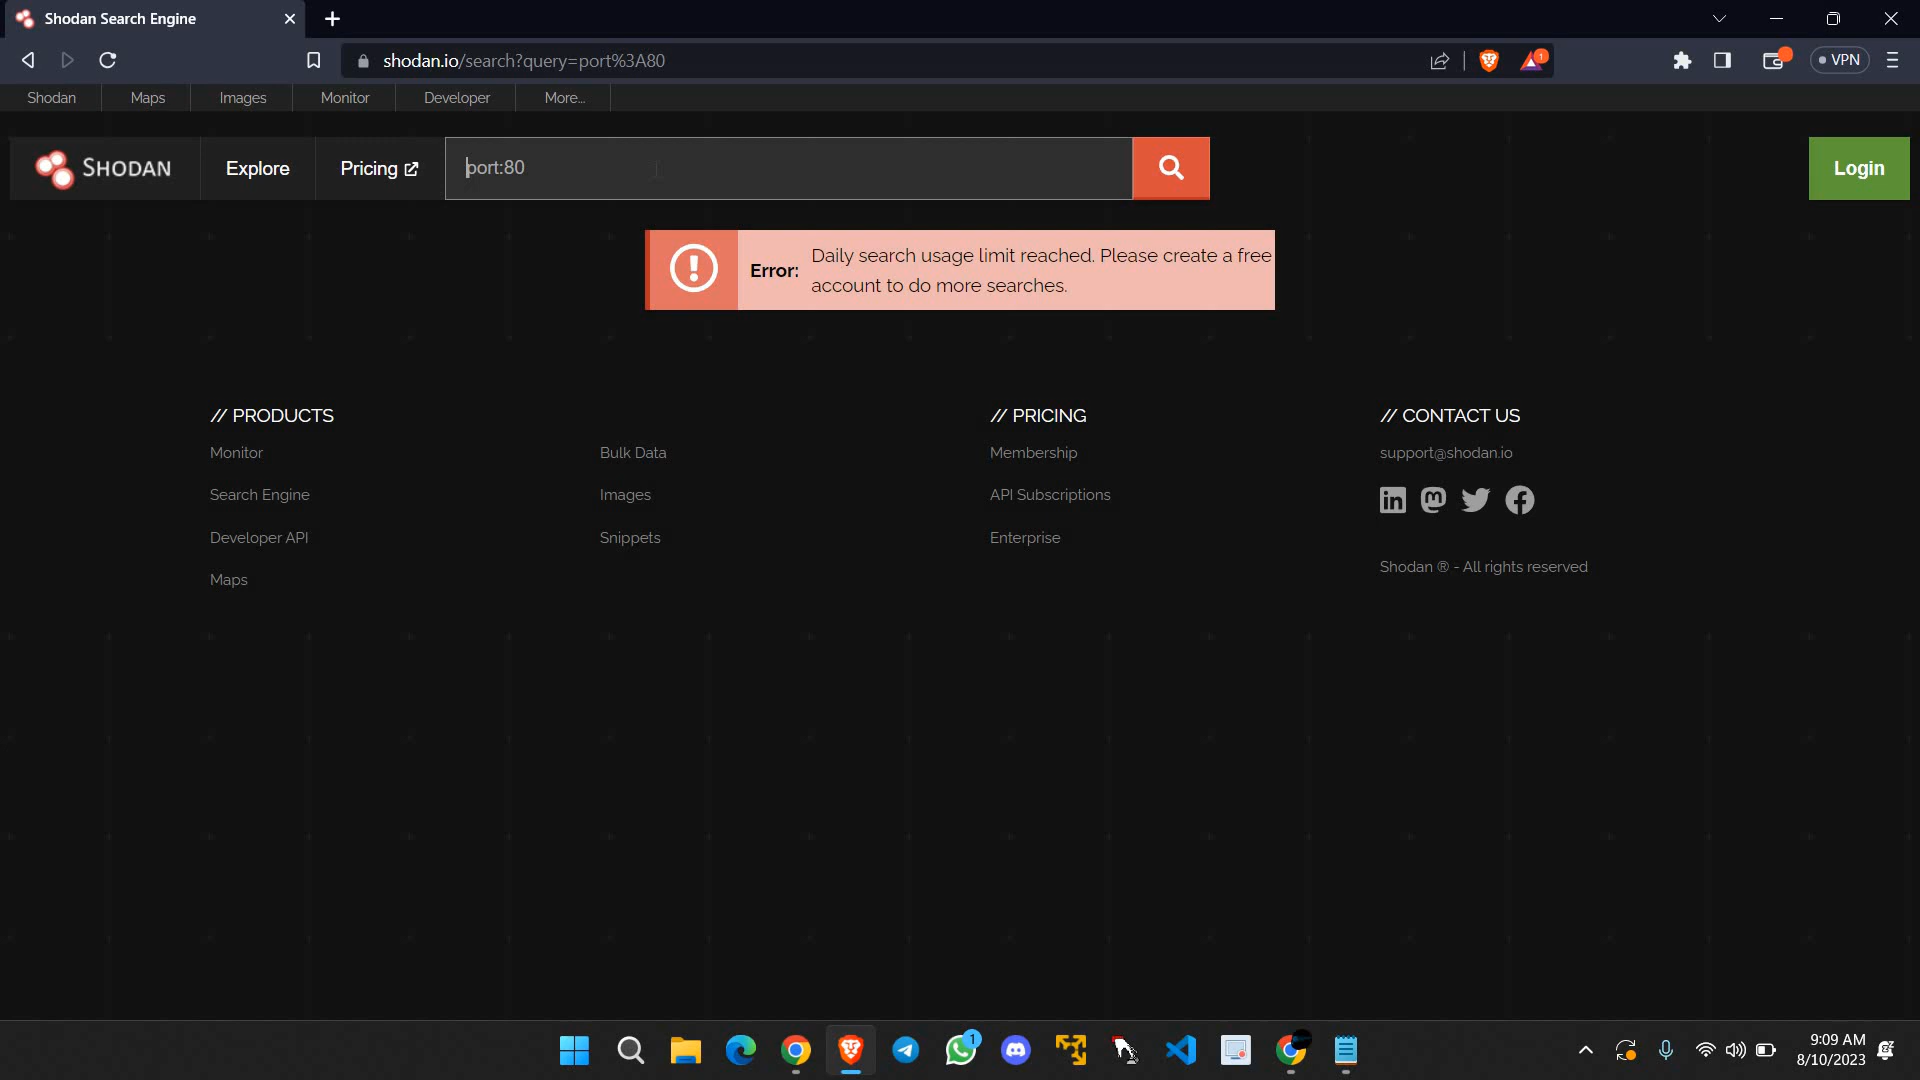 Shodan Search Engine
shodan.io/search?query=port%3A80
1
VPN
Shodan
Maps
Images
Monitor
Developer
More...
SHODAN
Explore
Pricing
port:80
Login
Error:
Daily search usage limit reached. Please create a free
account to do more searches.
// PRODUCTS
Monitor
Search Engine
Developer API
Maps
Bulk Data
Images
Snippets
// PRICING
Membership
API Subscriptions
Enterprise
// CONTACT US
support@shodan.io
Shodan ® - All rights reserved
1
9:09 AM
8/10/2023